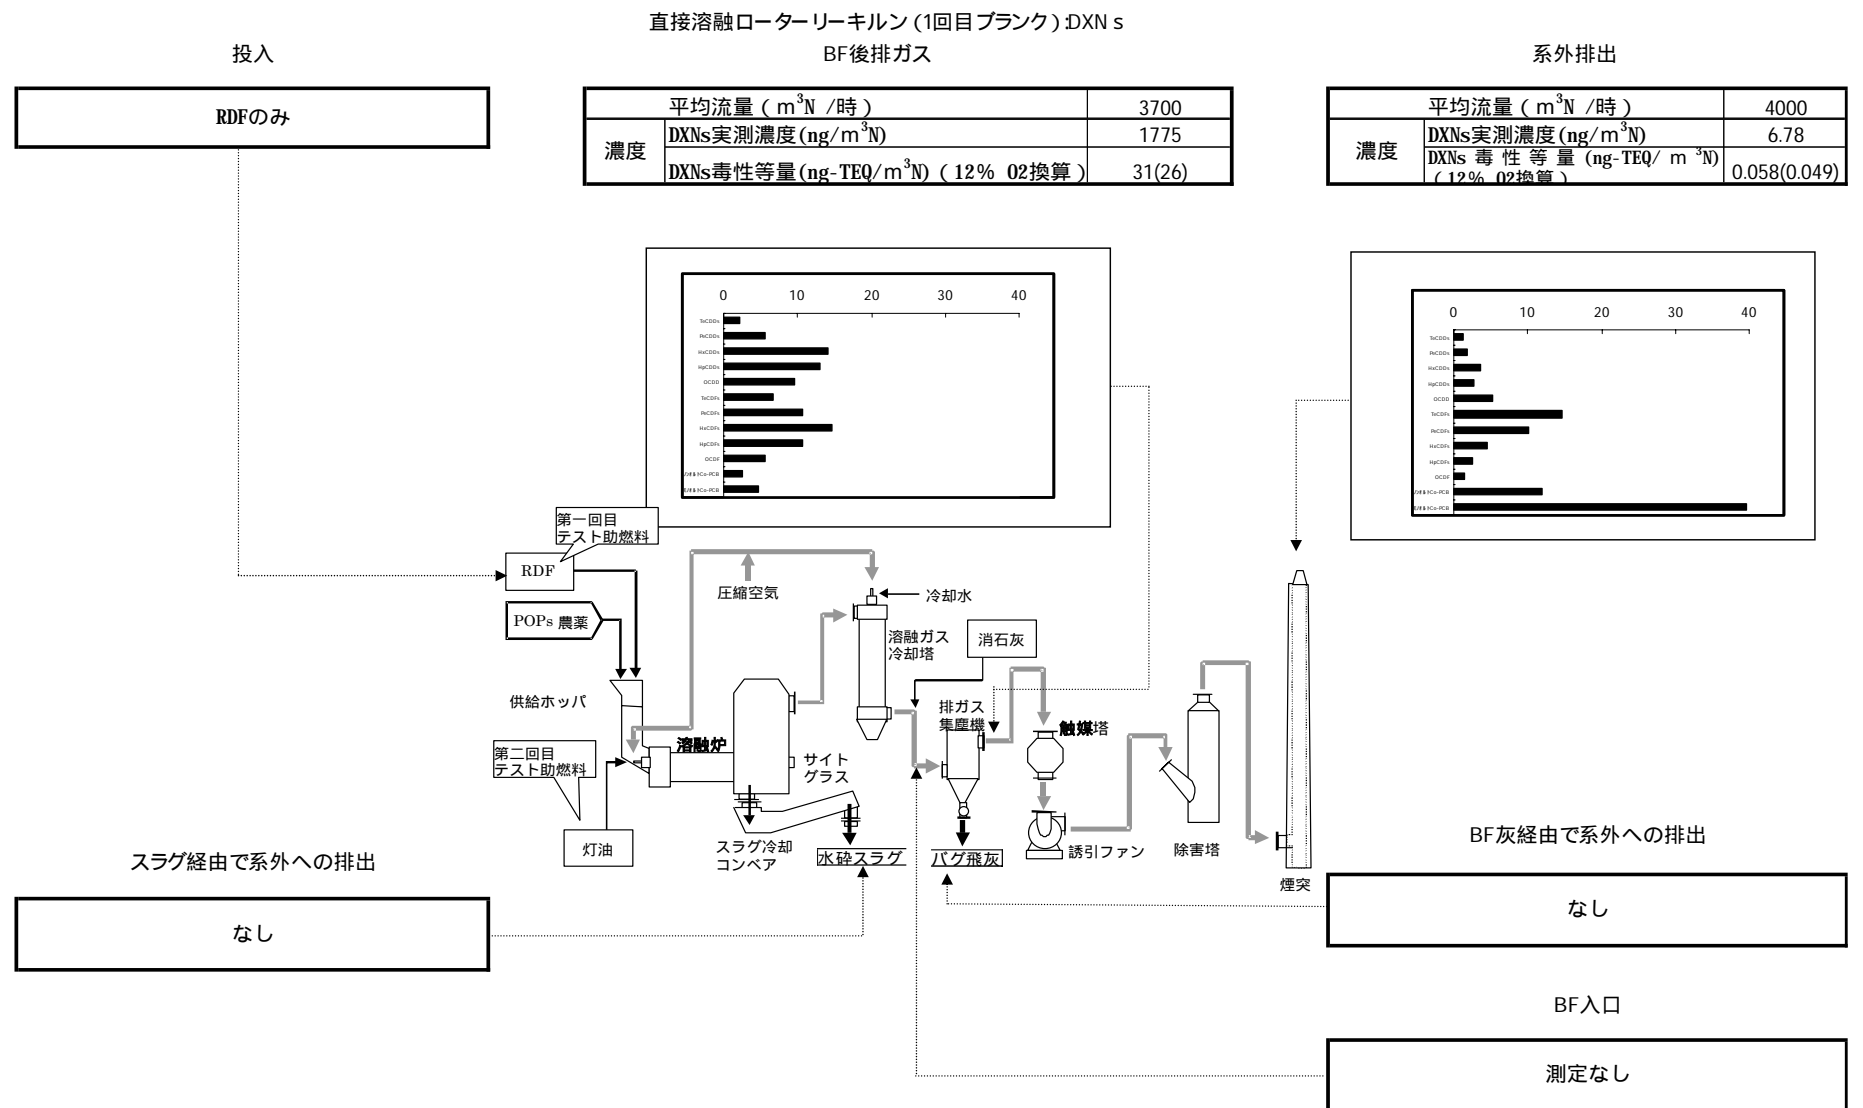 直接溶融ローターリーキルン(1回目ブランク):DXNs
投入
BF後排ガス
系外排出
RDFのみ
平均流量(m³N /時) 3700
濃度
DXNs実測濃度(ng/m³N) 1775
DXNs毒性等量(ng-TEQ/m³N)(12% O2換算) 31(26)
平均流量(m³N /時) 4000
濃度
DXNs実測濃度(ng/m³N) 6.78
DXNs 毒 性 等 量 (ng-TEQ/ m ³N)
(12% O2換算) 0.058(0.049)
0 10 20 30 40
TeCDDs
PeCDDs
HxCDDs
HpCDDs
OCDD
TeCDFs
PeCDFs
HxCDFs
HpCDFs
OCDF
Co-PCB
Co-PCB
0 10 20 30 40
TeCDDs
PeCDDs
HxCDDs
HpCDDs
OCDD
TeCDFs
PeCDFs
HxCDFs
HpCDFs
OCDF
Co-PCB
Co-PCB
第一回目
テスト助燃料
RDF
POPs 農薬
圧縮空気
冷却水
溶融ガス
冷却塔
消石灰
供給ホッパ
排ガス
集塵機
触媒塔
溶融炉
サイト
グラス
第二回目
テスト助燃料
灯油
スラグ冷却
コンベア
水砕スラグ
バグ飛灰
誘引ファン
除害塔
煙突
スラグ経由で系外への排出
なし
BF灰経由で系外への排出
なし
BF入口
測定なし